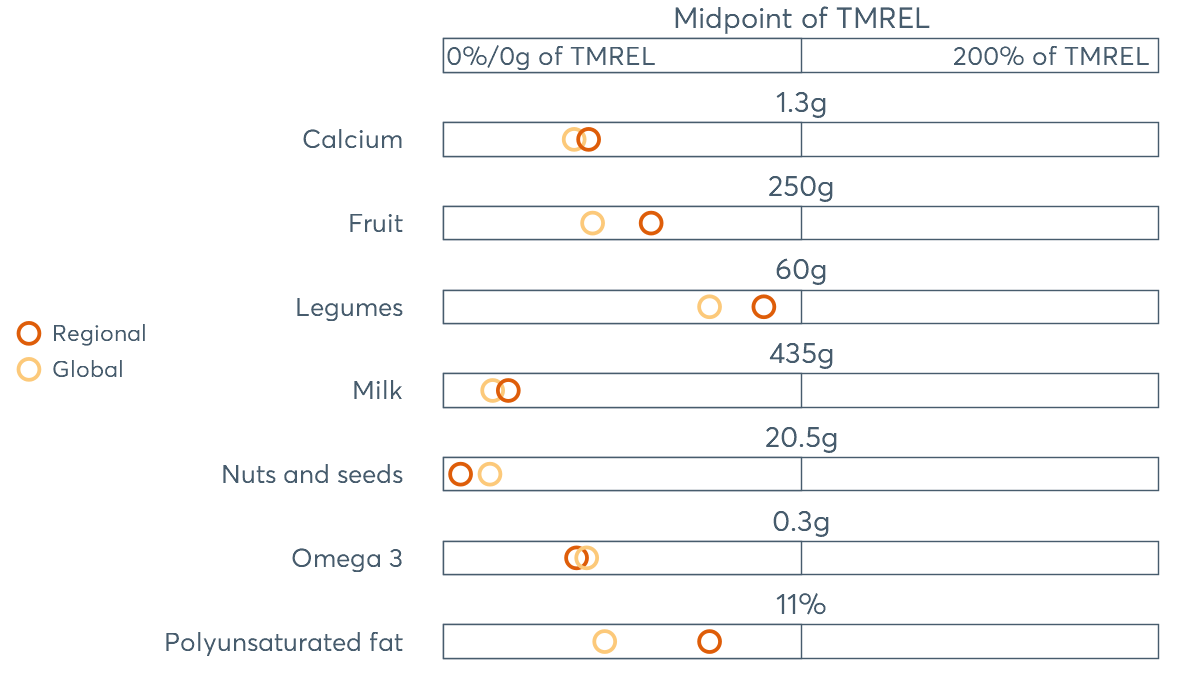 Midpoint of TMREL
0%/0g of TMREL
200% of TMREL
1.3g
Calcium
250g
Fruit
60g
Legumes
Regional
Global
435g
Milk
20.5g
Nuts and seeds
0.3g
Omega 3
11%
Polyunsaturated fat